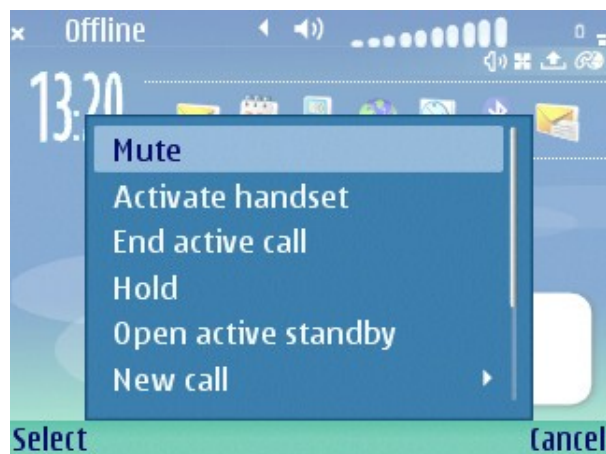 Offline
13:20
Mute
Activate handset
End active call
Hold
Open active standby
New call
Select Cancel